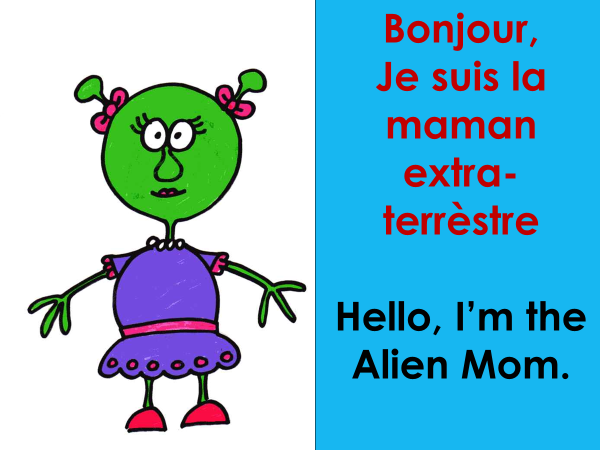 Bonjour,
Je suis la
maman
extra-
terrèstre
Hello, I’m the
Alien Mom.